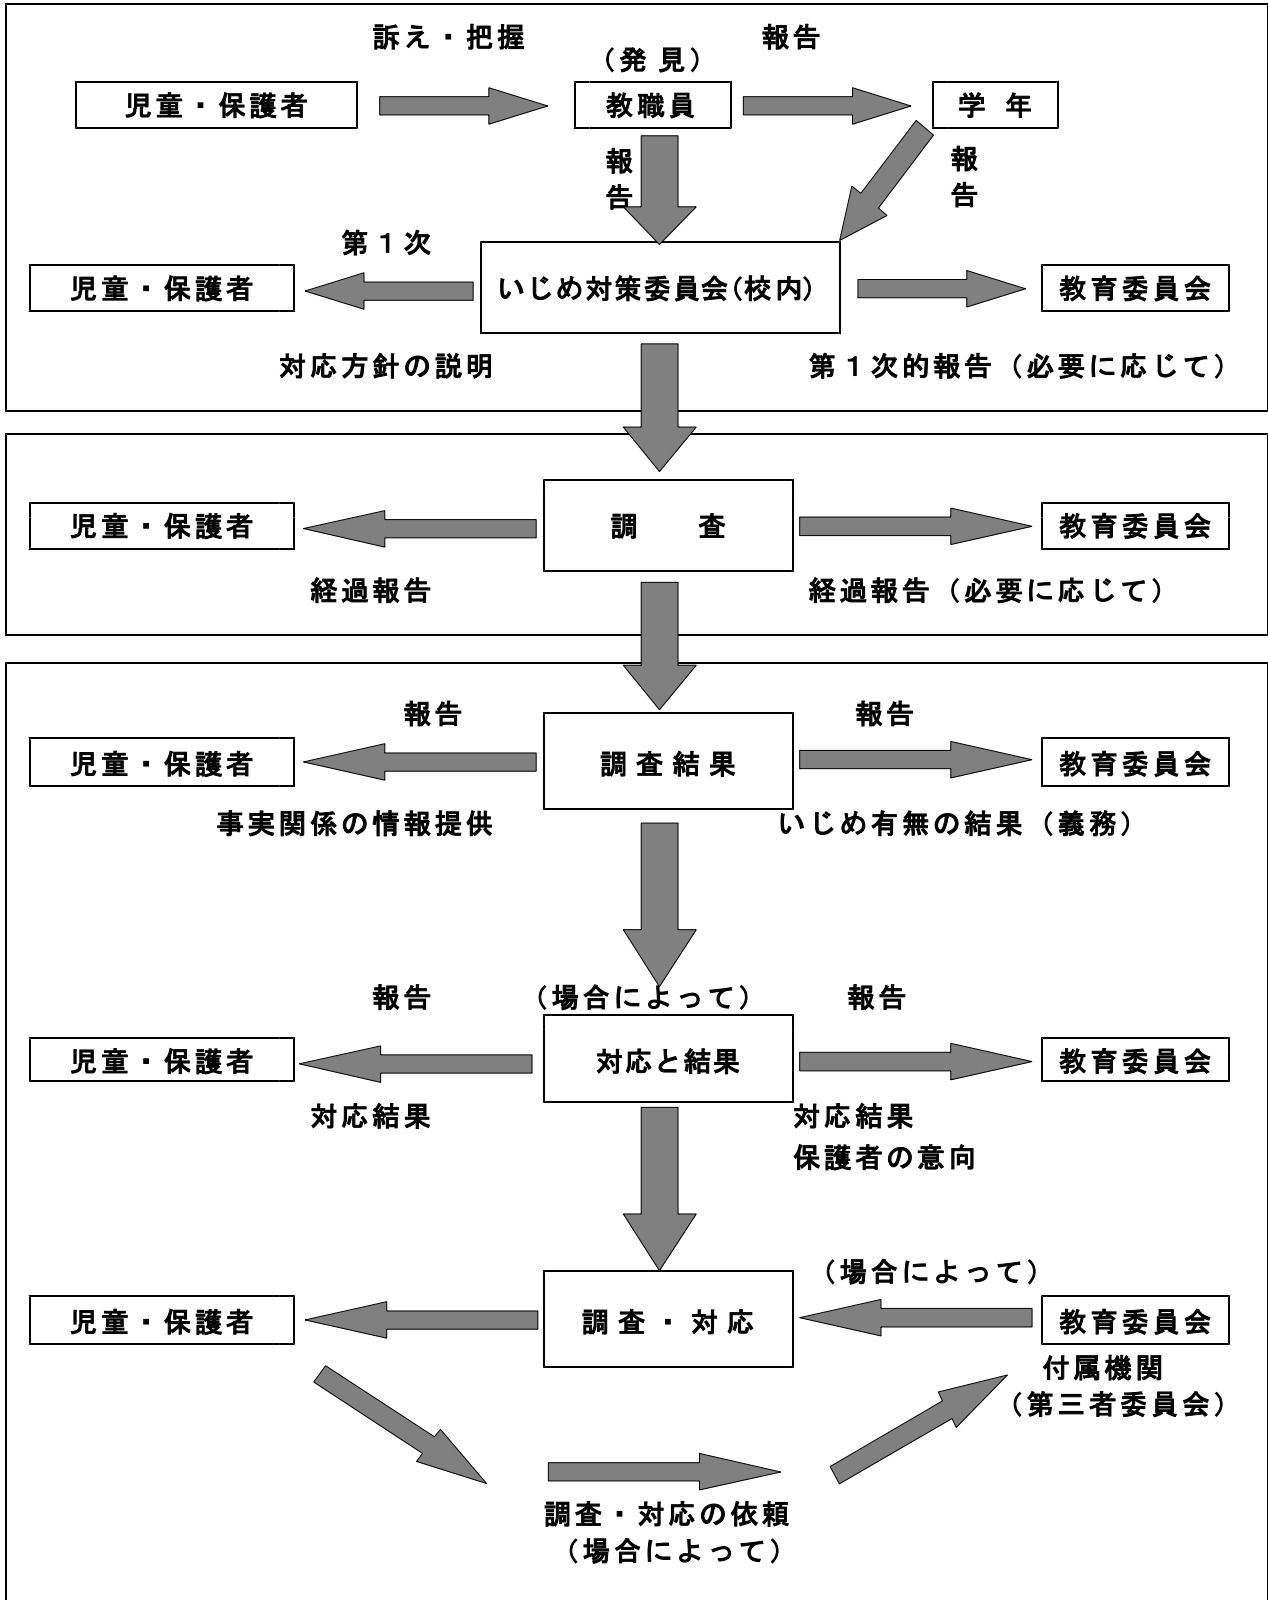 訴え・把握
報告
（発見）
児童・保護者
教職員
学年
報告
報告
第１次
児童・保護者
いじめ対策委員会(校内)
教育委員会
対応方針の説明
第１次的報告（必要に応じて）
児童・保護者
調査
教育委員会
経過報告
経過報告（必要に応じて）
報告
報告
児童・保護者
調査結果
教育委員会
事実関係の情報提供
いじめ有無の結果（義務）
報告
（場合によって）
報告
児童・保護者
対応と結果
教育委員会
対応結果
対応結果
保護者の意向
（場合によって）
児童・保護者
調査・対応
教育委員会
付属機関
（第三者委員会）
調査・対応の依頼
（場合によって）